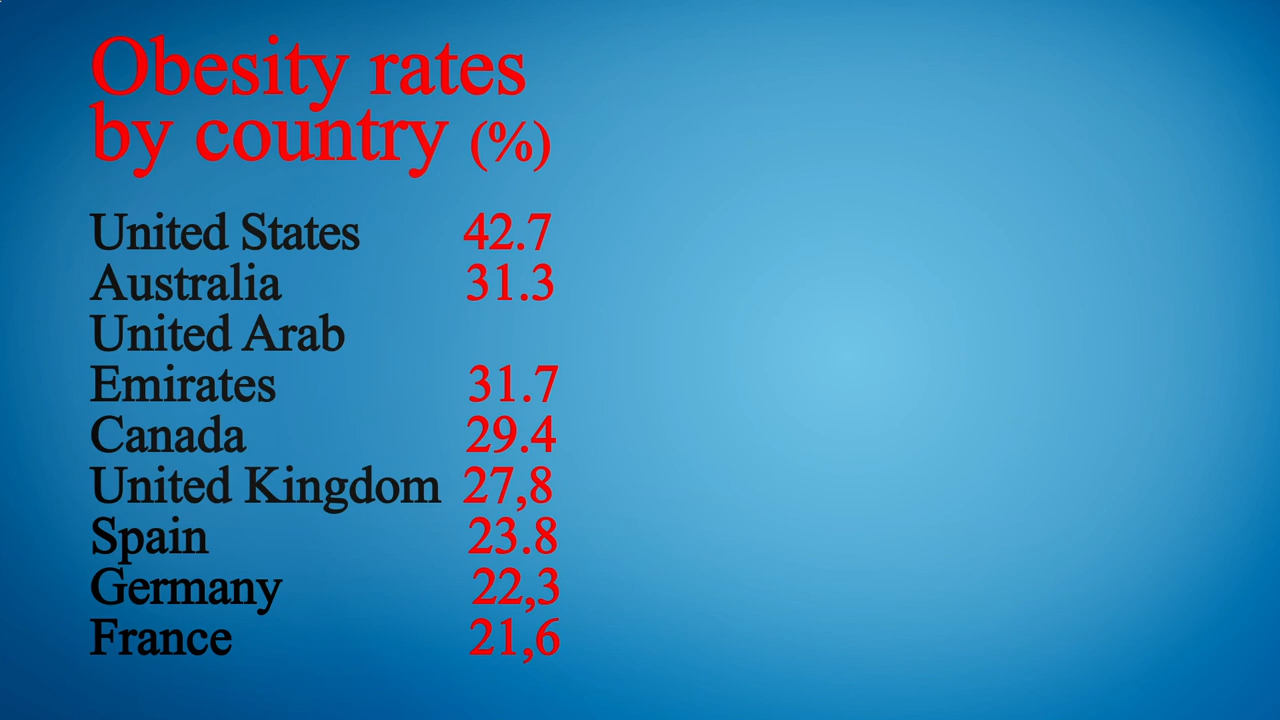 Obesity rates
by country (%)
United States 42.7
Australia 31.3
United Arab
Emirates 31.7
Canada 29.4
United Kingdom 27,8
Spain 23.8
Germany 22,3
France 21,6